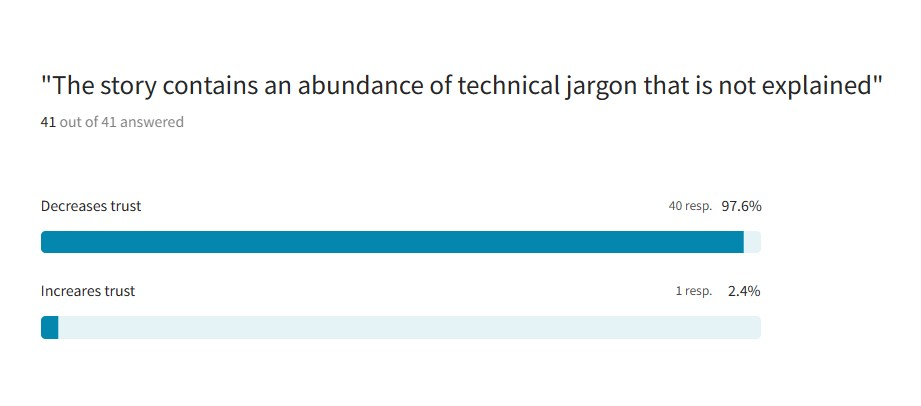 "The story contains an abundance of technical jargon that is not explained"
41 out of 41 answered
Decreases trust 40 resp. 97.6%
Increares trust 1 resp. 2.4%